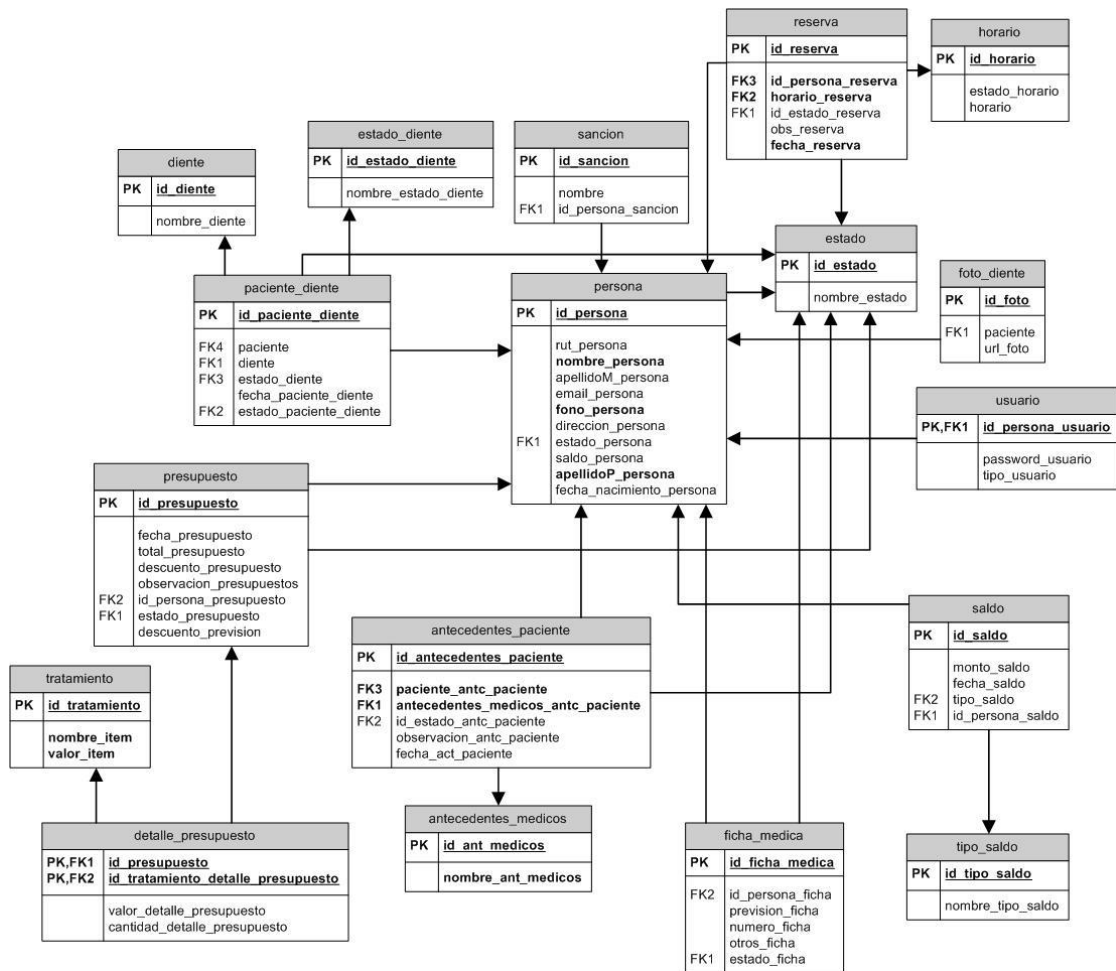 reserva
PK id_reserva
FK3 id_persona_reserva
FK2 horario_reserva
FK1 id_estado_reserva
obs_reserva
fecha_reserva
horario
PK id_horario
estado_horario
horario
estado_diente
PK id_estado_diente
nombre_estado_diente
sancion
PK id_sancion
nombre
FK1 id_persona_sancion
diente
PK id_diente
nombre_diente
estado
PK id_estado
nombre_estado
foto_diente
PK id_foto
FK1 paciente
url_foto
paciente_diente
PK id_paciente_diente
FK4 paciente
FK1 diente
FK3 estado_diente
fecha_paciente_diente
FK2 estado_paciente_diente
persona
PK id_persona
rut_persona
nombre_persona
apellidoM_persona
email_persona
fono_persona
direccion_persona
FK1 estado_persona
saldo_persona
apellidoP_persona
fecha_nacimiento_persona
usuario
PK,FK1 id_persona_usuario
password_usuario
tipo_usuario
presupuesto
PK id_presupuesto
fecha_presupuesto
total_presupuesto
descuento_presupuesto
observacion_presupuestos
FK2 id_persona_presupuesto
FK1 estado_presupuesto
descuento_prevision
antecedentes_paciente
PK id_antecedentes_paciente
FK3 paciente_antc_paciente
FK1 antecedentes_medicos_antc_paciente
FK2 id_estado_antc_paciente
observacion_antc_paciente
fecha_act_paciente
saldo
PK id_saldo
monto_saldo
fecha_saldo
FK2 tipo_saldo
FK1 id_persona_saldo
tratamiento
PK id_tratamiento
nombre_item
valor_item
detalle_presupuesto
PK,FK1 id_presupuesto
PK,FK2 id_tratamiento_detalle_presupuesto
valor_detalle_presupuesto
cantidad_detalle_presupuesto
antecedentes_medicos
PK id_ant_medicos
nombre_ant_medicos
ficha_medica
PK id_ficha_medica
FK2 id_persona_ficha
prevision_ficha
numero_ficha
otros_ficha
FK1 estado_ficha
tipo_saldo
PK id_tipo_saldo
nombre_tipo_saldo